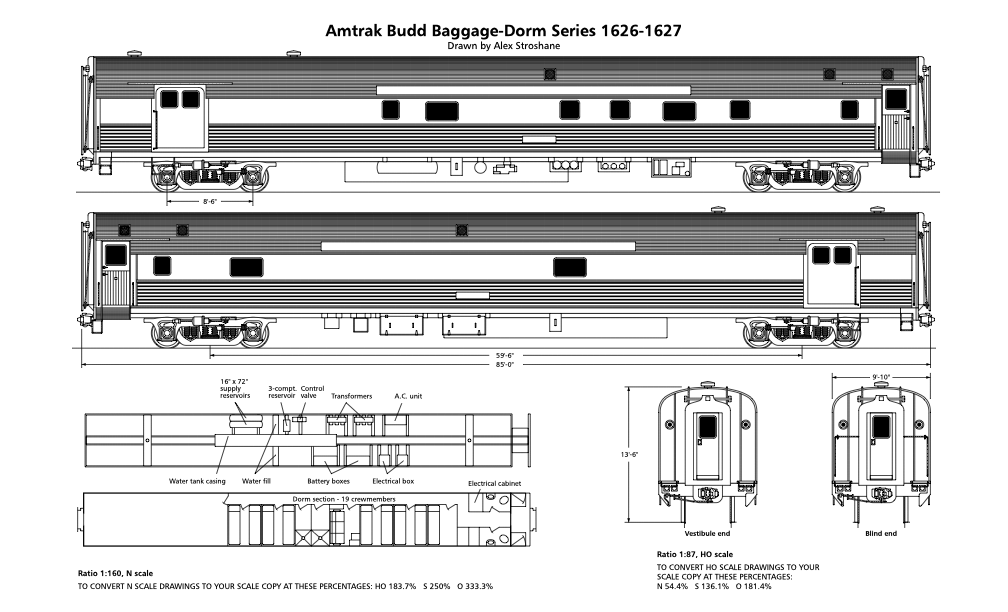 Amtrak Budd Baggage-Dorm Series 1626-1627
Drawn by Alex Stroshane
8'-6"
59'-6"
85'-0"
16" x 72"
supply
reservoirs
3-compt.
reservoir
Control
valve
Transformers
A.C. unit
Water tank casing
Water fill
Battery boxes
Electrical box
Electrical cabinet
Dorm section - 19 crewmembers
9'-10"
13'-6"
Vestibule end
Blind end
Ratio 1:160, N scale
TO CONVERT N SCALE DRAWINGS TO YOUR SCALE COPY AT THESE PERCENTAGES: HO 183.7% S 250% O 333.3%
Ratio 1:87, HO scale
TO CONVERT HO SCALE DRAWINGS TO YOUR
SCALE COPY AT THESE PERCENTAGES:
N 54.4% S 136.1% O 181.4%